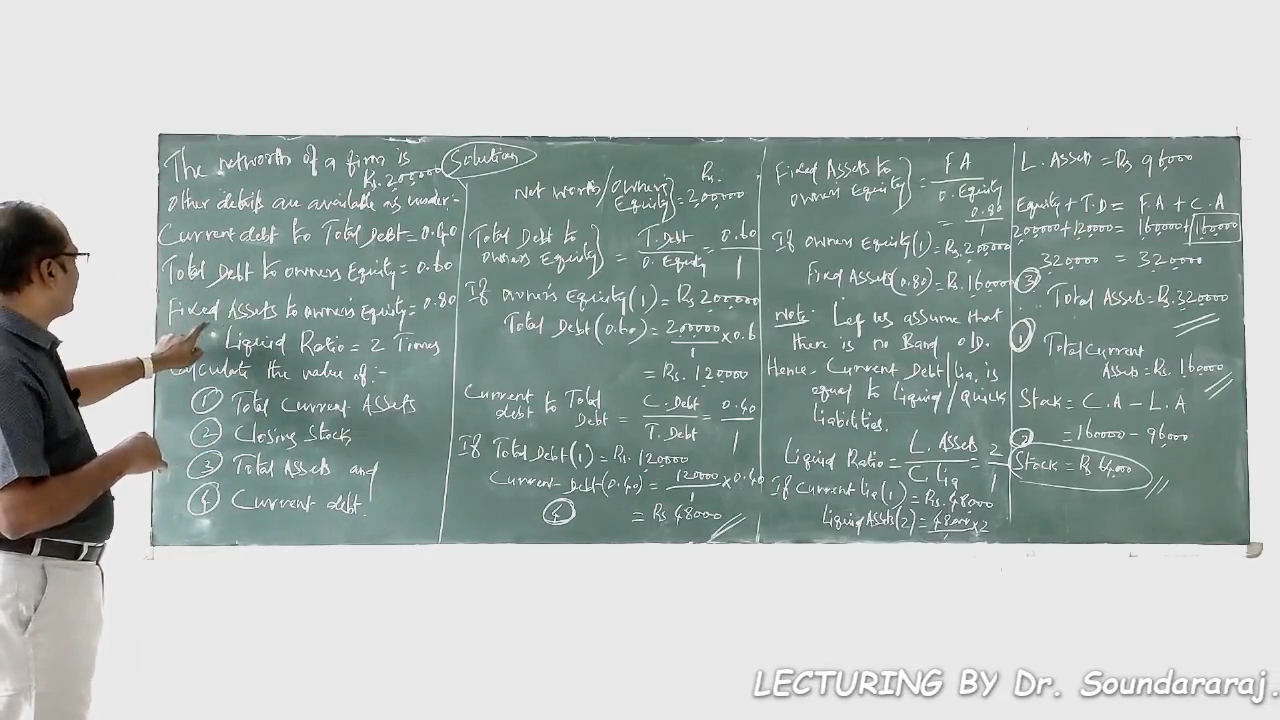 The networth of a firm is
Rs. 200000
other details are available as under:-
Current debt to Total Debt = 0.40
Total Debt to owners Equity = 0.60
Fixed Assets to owners Equity = 0.80
Liquid Ratio = 2 Times
Calculate the value of:-
① Total Current Assets
② Closing Stock
③ Total Assets and
④ Current debt.
Solution
Net worth/owners Equity } = Rs. 200000
Total Debt to owners Equity } = T. Debt / O. Equity = 0.60 / 1
If owners Equity (1) = Rs 200000
Total Debt (0.60) = 200000 / 1 × 0.6
= Rs. 120000
Current debt to Total Debt = C. Debt / T. Debt = 0.40 / 1
If Total Debt (1) = Rs. 120000
Current Debt (0.40) = 120000 / 1 × 0.40
④ = Rs 48000
Fixed Assets to owners Equity } = FA / O. Equity
= 0.80 / 1
If owners Equity (1) = Rs. 200000
Fixed Assets (0.80) = Rs. 160000
Note: Let us assume that
there is no Bank OD.
Hence Current Debt/Lia. is
equal to Liquid/Quick
liabilities.
Liquid Ratio = L. Assets / C Liq = 2 / 1
If Current Liq (1) = Rs. 48000
Liquid Assets (2) = 48000 × 2
L. Assets = Rs 96000
Equity + T.D = F.A + C.A
200000 + 120000 = 160000 + 160000
320000 = 320000
③ Total Assets = Rs. 320000
① Total Current
Assets = Rs. 160000
Stock = C.A - L.A
= 160000 - 96000
② Stock = Rs 64000
LECTURING BY Dr. Soundararaj.